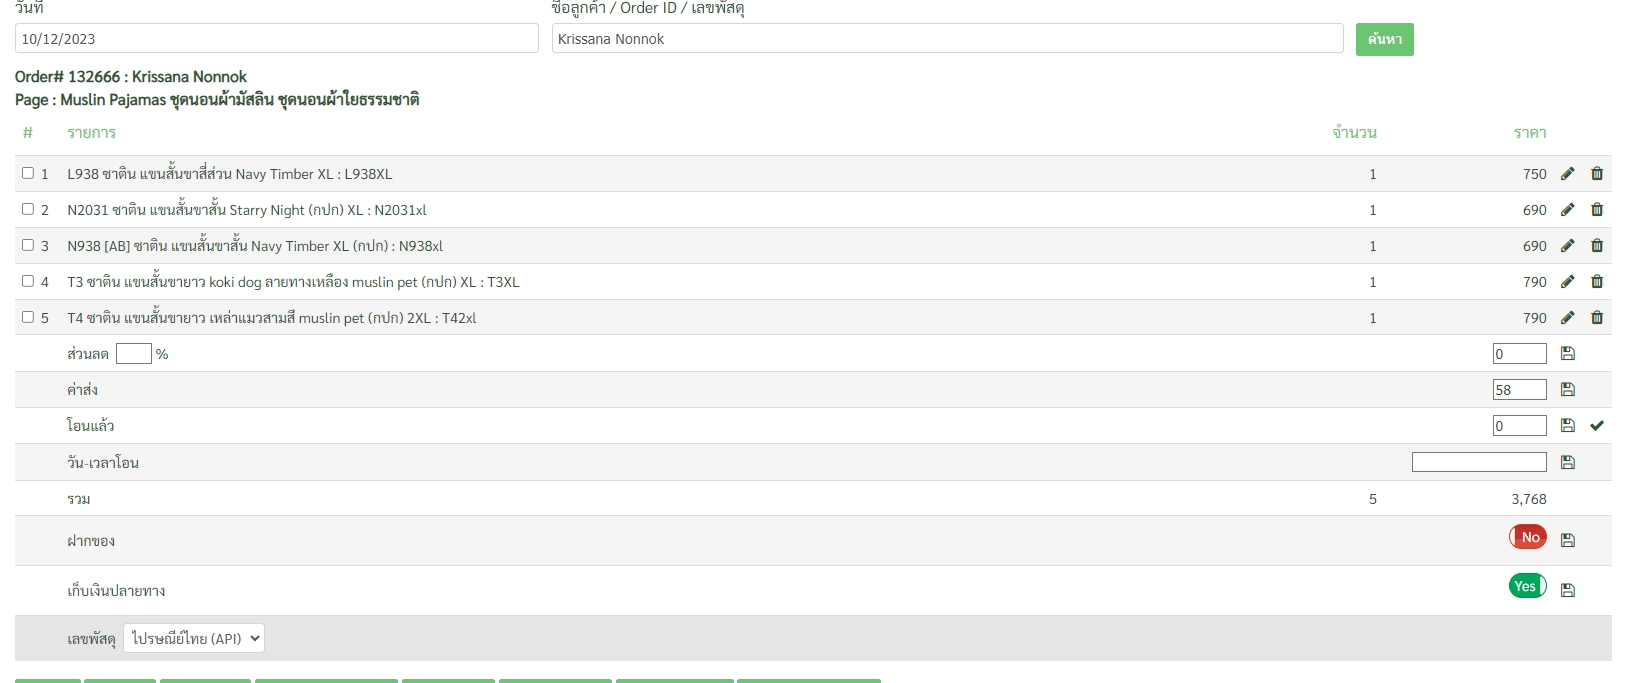 วันที่ ชื่อลูกค้า / Order ID / เลขพัสดุ
10/12/2023 Krissana Nonnok ค้นหา
Order# 132666 : Krissana Nonnok
Page : Muslin Pajamas ชุดนอนผ้ามัสลิน ชุดนอนผ้าใยธรรมชาติ
# รายการ จำนวน ราคา
1 L938 ซาติน แขนสั้นขาสี่ส่วน Navy Timber XL : L938XL 1 750
2 N2031 ซาติน แขนสั้นขาสั้น Starry Night (กปก) XL : N2031xl 1 690
3 N938 [AB] ซาติน แขนสั้นขาสั้น Navy Timber XL (กปก) : N938xl 1 690
4 T3 ซาติน แขนสั้นขายาว koki dog ลายทางเหลือง muslin pet (กปก) XL : T3XL 1 790
5 T4 ซาติน แขนสั้นขายาว เหล่าแมวสามสี muslin pet (กปก) 2XL : T42xl 1 790
ส่วนลด % 0
ค่าส่ง 58
โอนแล้ว 0
วัน-เวลาโอน
รวม 5 3,768
ฝากของ No
เก็บเงินปลายทาง Yes
เลขพัสดุ ไปรษณีย์ไทย (API)